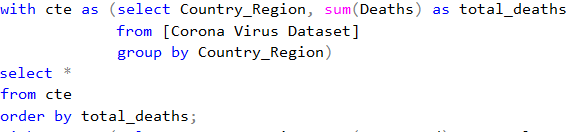 with cte as (select Country_Region, sum(Deaths) as total_deaths
from [Corona Virus Dataset]
group by Country_Region)
select *
from cte
order by total_deaths;